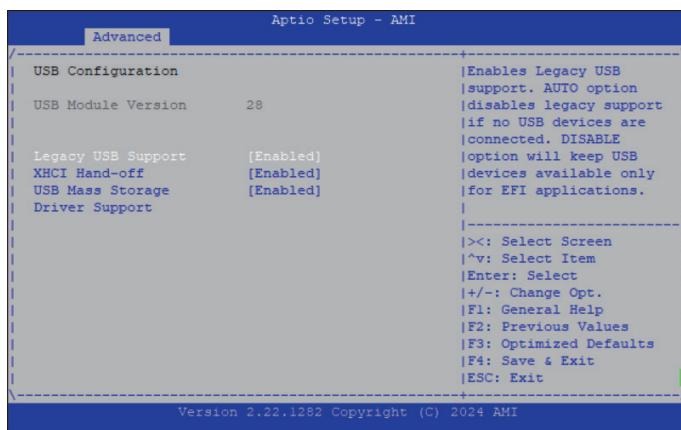 Aptio Setup - AMI
Advanced
USB Configuration
USB Module Version 28
Legacy USB Support [Enabled]
XHCI Hand-off [Enabled]
USB Mass Storage [Enabled]
Driver Support
Enables Legacy USB
support. AUTO option
disables legacy support
if no USB devices are
connected. DISABLE
option will keep USB
devices available only
for EFI applications.
><: Select Screen
^v: Select Item
Enter: Select
+/-: Change Opt.
F1: General Help
F2: Previous Values
F3: Optimized Defaults
F4: Save & Exit
ESC: Exit
Version 2.22.1282 Copyright (C) 2024 AMI